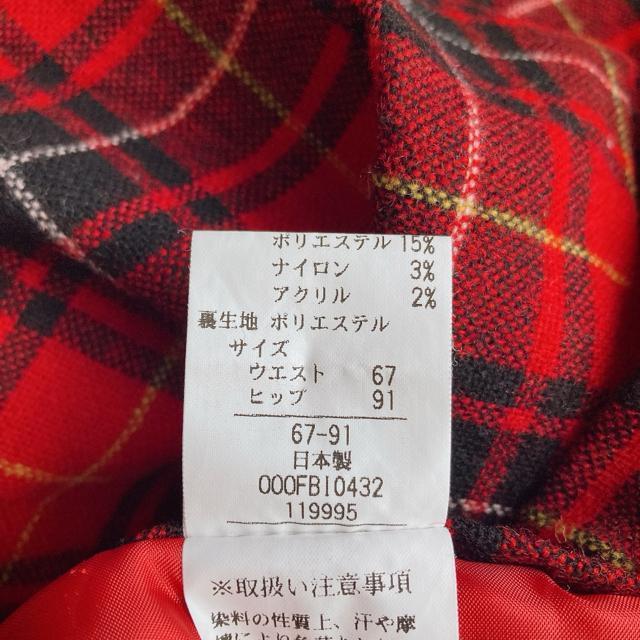 ポリエステル 15%
ナイロン 3%
アクリル 2%
裏生地 ポリエステル
サイズ
ウエスト 67
ヒップ 91
67-91
日本製
000FBI0432
119995
※取扱い注意事項
染料の性質上、汗や摩